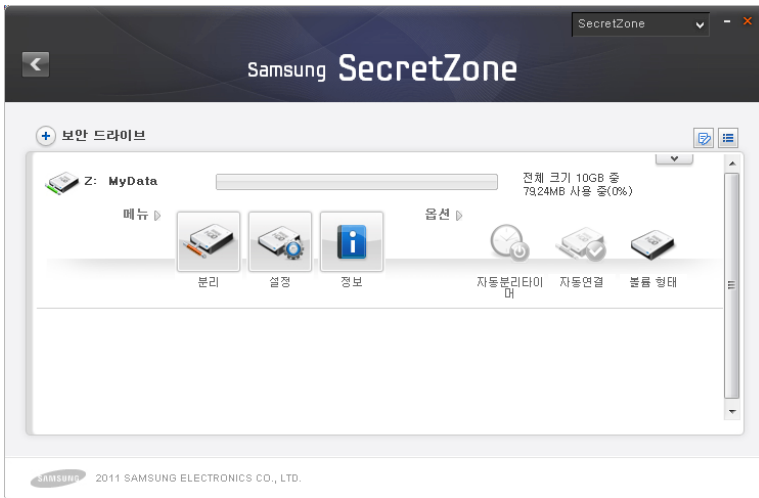 SecretZone
Samsung SecretZone
보안 드라이브
Z: MyData
전체 크기 10GB 중
79,24MB 사용 중(0%)
메뉴
옵션
분리
설정
정보
자동분리타이
머
자동연결
볼륨 형태
SAMSUNG
2011 SAMSUNG ELECTRONICS CO., LTD.